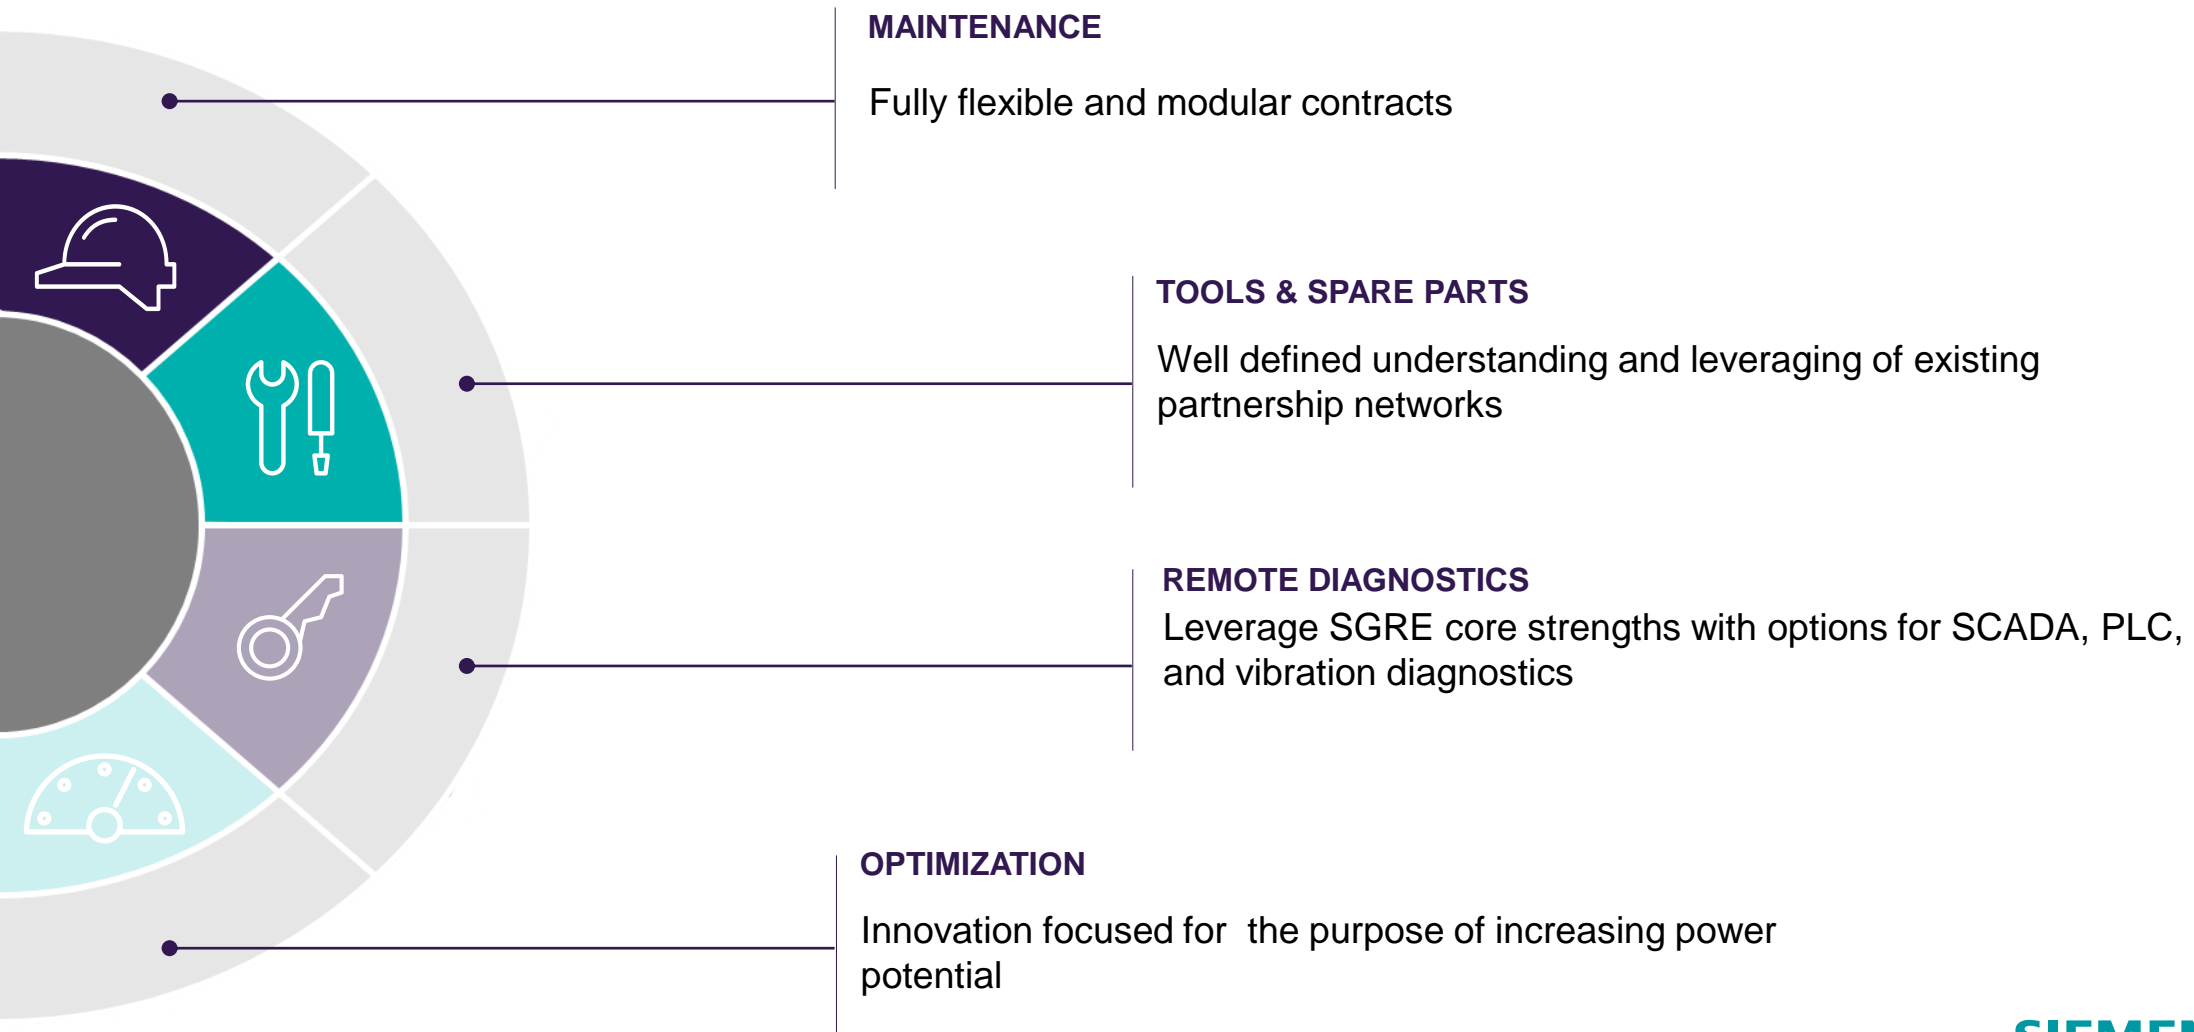 MAINTENANCE
Fully flexible and modular contracts
TOOLS & SPARE PARTS
Well defined understanding and leveraging of existing
partnership networks
REMOTE DIAGNOSTICS
Leverage SGRE core strengths with options for SCADA, PLC,
and vibration diagnostics
OPTIMIZATION
Innovation focused for  the purpose of increasing power
potential